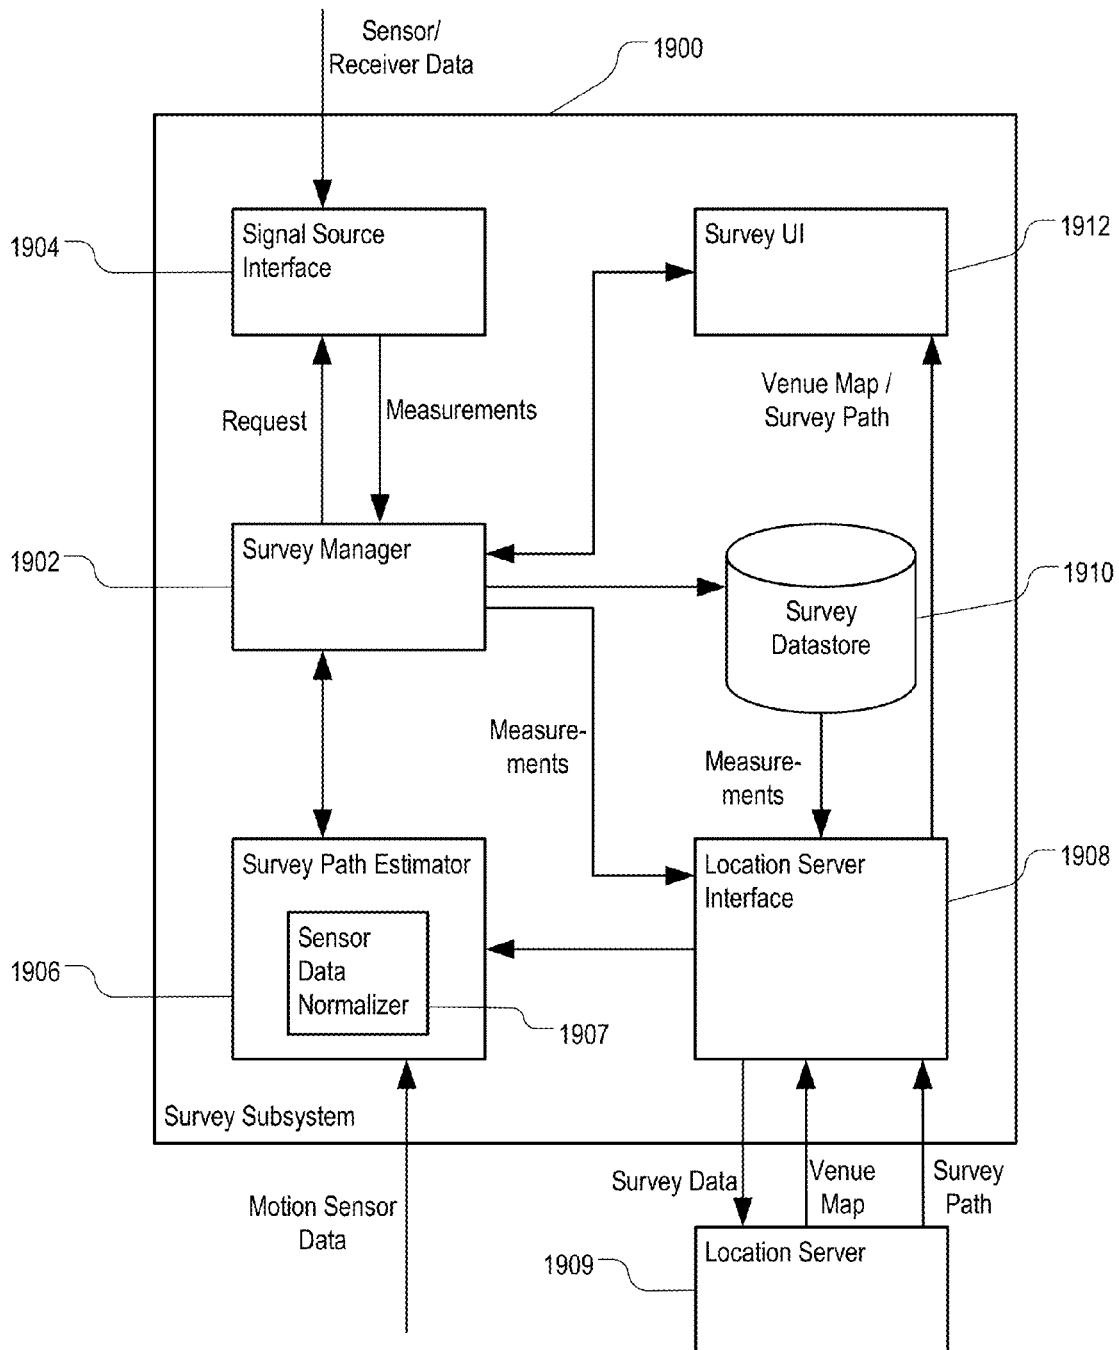 Sensor/
Receiver Data
1900
Signal Source
Interface
1904
Survey UI
1912
Request
Measurements
Venue Map /
Survey Path
Survey Manager
1902
Survey
Datastore
1910
Measure-
ments
Measure-
ments
Survey Path Estimator
Sensor
Data
Normalizer
1906
1907
Location Server
Interface
1908
Survey Subsystem
Motion Sensor
Data
Survey Data
Venue
Map
Survey
Path
Location Server
1909